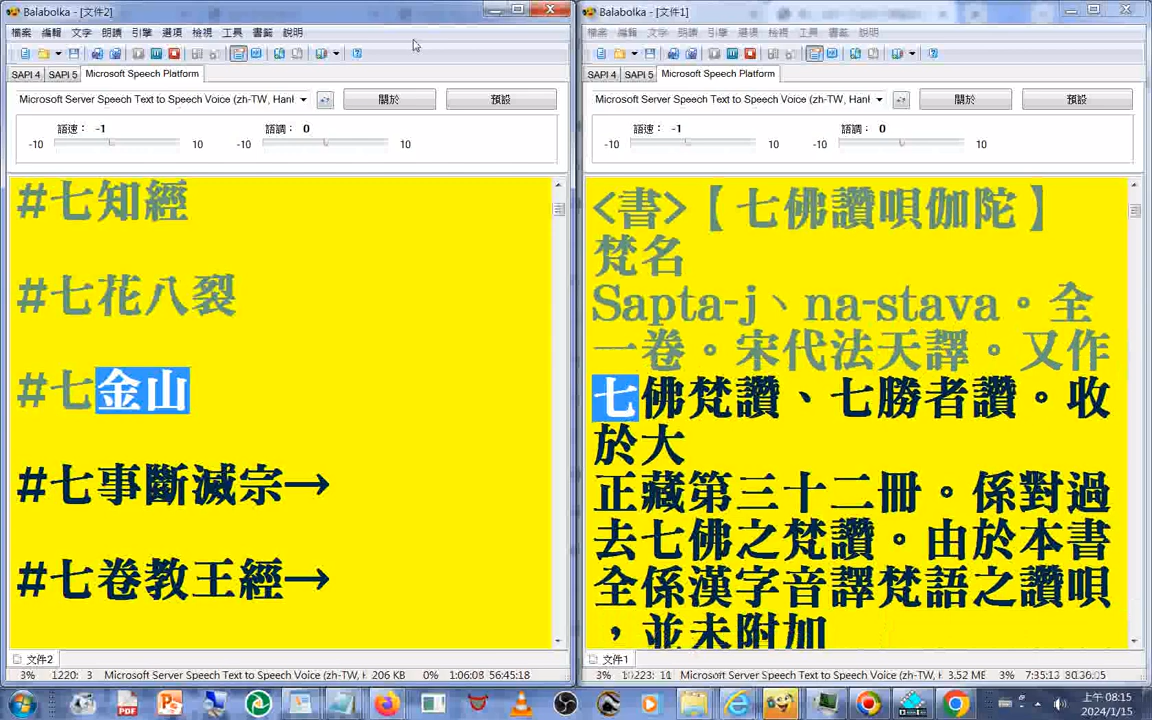 Balabolka - [文件2]
檔案 編輯 文字 朗讀 引擎 選項 檢視 工具 書籤 說明
SAPI 4 SAPI 5 Microsoft Speech Platform
Microsoft Server Speech Text to Speech Voice (zh-TW, Hanl
關於 預設
語速： -1 語調： 0
-10 10 -10 10
#七知經
#七花八裂
#七金山
#七事斷滅宗→
#七卷教王經→
文件2
3% 1220: 3 Microsoft Server Speech Text to Speech Voice (zh-TW, H 206 KB 0% 1:06:08 56:45:18
Balabolka - [文件1]
檔案 編輯 文字 朗讀 引擎 選項 檢視 工具 書籤 說明
SAPI 4 SAPI 5 Microsoft Speech Platform
Microsoft Server Speech Text to Speech Voice (zh-TW, Hanl
關於 預設
語速： -1 語調： 0
-10 10 -10 10
<書>【七佛讚唄伽陀】
梵名
Sapta-j、na-stava。全
一卷。宋代法天譯。又作
七佛梵讚、七勝者讚。收
於大
正藏第三十二冊。係對過
去七佛之梵讚。由於本書
全係漢字音譯梵語之讚唄
，並未附加
文件1
3% Microsoft Server Speech Text to Speech Voice (zh-TW, H 3.52 MB 3% 7:35:13
上午 08:15
2024/1/15